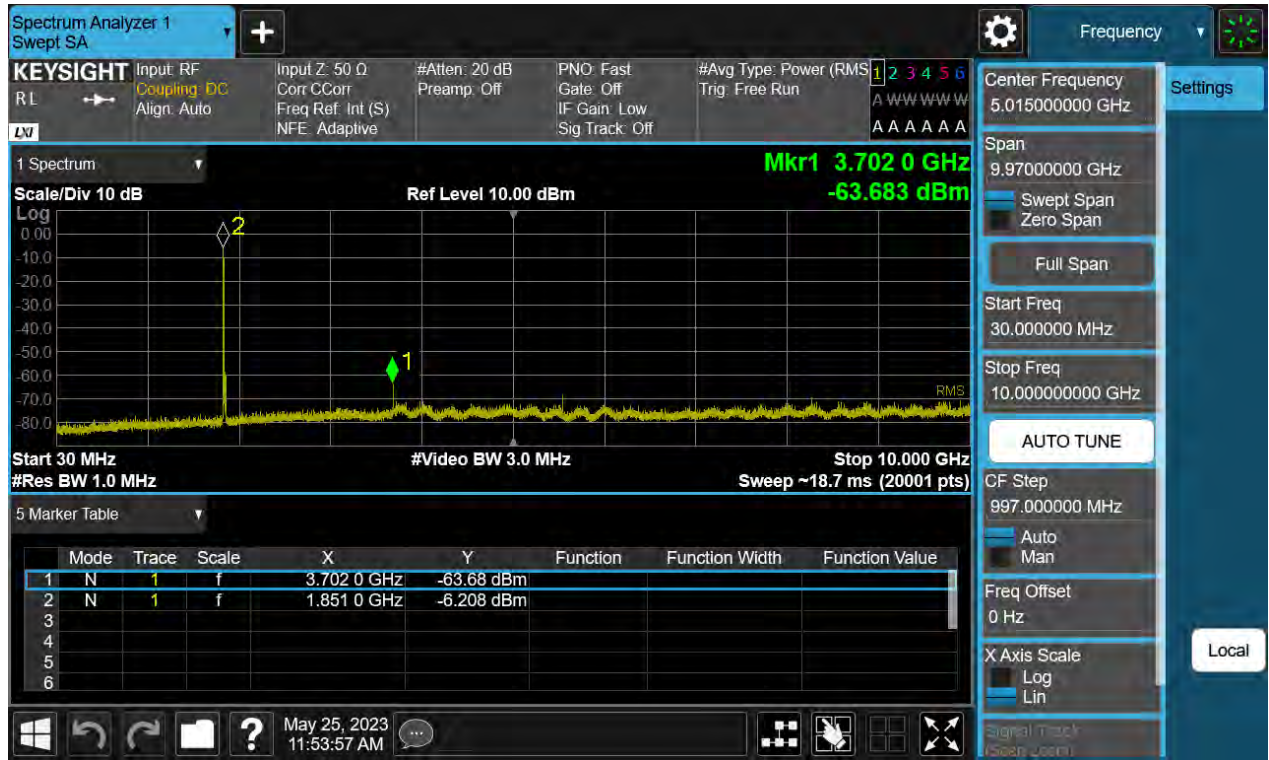 Spectrum Analyzer 1
Swept SA
Frequency
KEYSIGHT
RL
LXI
Input: RF
Coupling: DC
Align: Auto
Input Z: 50 Ω
Corr CCorr
Freq Ref: Int (S)
NFE: Adaptive
#Atten: 20 dB
Preamp: Off
PNO: Fast
Gate: Off
IF Gain: Low
Sig Track: Off
#Avg Type: Power (RMS
Trig: Free Run
1 2 3 4 5 6
A W W W W W
A A A A A A
1 Spectrum
Scale/Div 10 dB
Ref Level 10.00 dBm
Mkr1 3.702 0 GHz
-63.683 dBm
Log
0.00
-10.0
-20.0
-30.0
-40.0
-50.0
-60.0
-70.0
-80.0
2
1
RMS
Start 30 MHz
#Video BW 3.0 MHz
Stop 10.000 GHz
#Res BW 1.0 MHz
Sweep ~18.7 ms (20001 pts)
5 Marker Table
Mode Trace Scale X Y Function Function Width Function Value
1 N 1 f 3.702 0 GHz -63.68 dBm
2 N 1 f 1.851 0 GHz -6.208 dBm
3
4
5
6
May 25, 2023
11:53:57 AM
Center Frequency
5.015000000 GHz
Settings
Span
9.97000000 GHz
Swept Span
Zero Span
Full Span
Start Freq
30.000000 MHz
Stop Freq
10.000000000 GHz
AUTO TUNE
CF Step
997.000000 MHz
Auto
Man
Freq Offset
0 Hz
X Axis Scale
Log
Lin
Local
Signal Track
(Span Zoom)